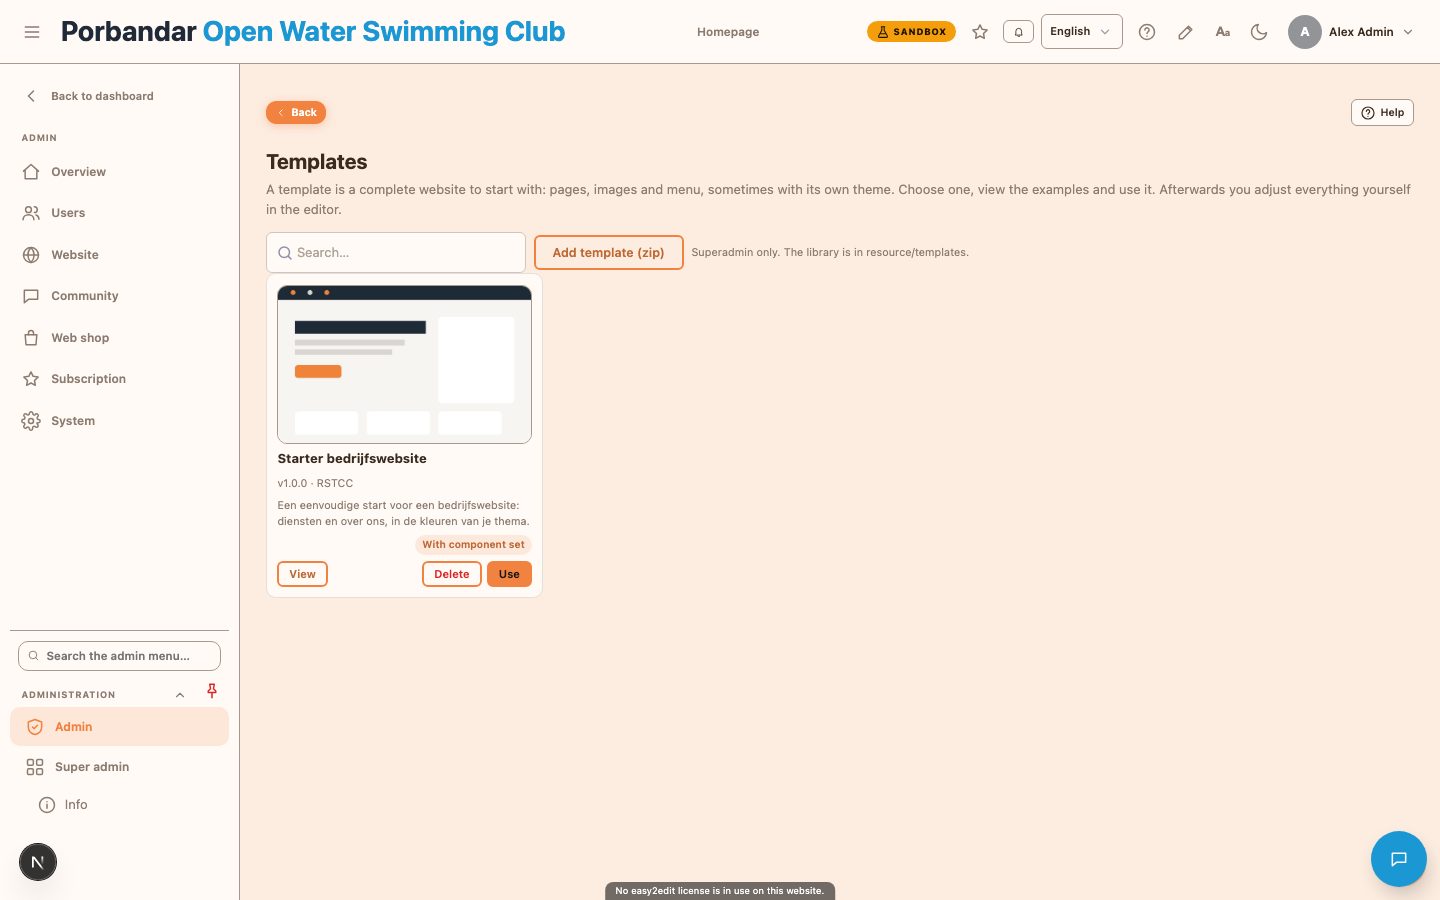 Porbandar Open Water Swimming Club
Homepage
SANDBOX
English
Aa
A
Alex Admin
Back to dashboard
ADMIN
Overview
Users
Website
Community
Web shop
Subscription
System
Search the admin menu...
ADMINISTRATION
Admin
Super admin
Info
N
Back
Help
Templates
A template is a complete website to start with: pages, images and menu, sometimes with its own theme. Choose one, view the examples and use it. Afterwards you adjust everything yourself
in the editor.
Search...
Add template (zip)
Superadmin only. The library is in resource/templates.
Starter bedrijfswebsite
v1.0.0 · RSTCC
Een eenvoudige start voor een bedrijfswebsite:
diensten en over ons, in de kleuren van je thema.
With component set
View
Delete
Use
No easy2edit license is in use on this website.